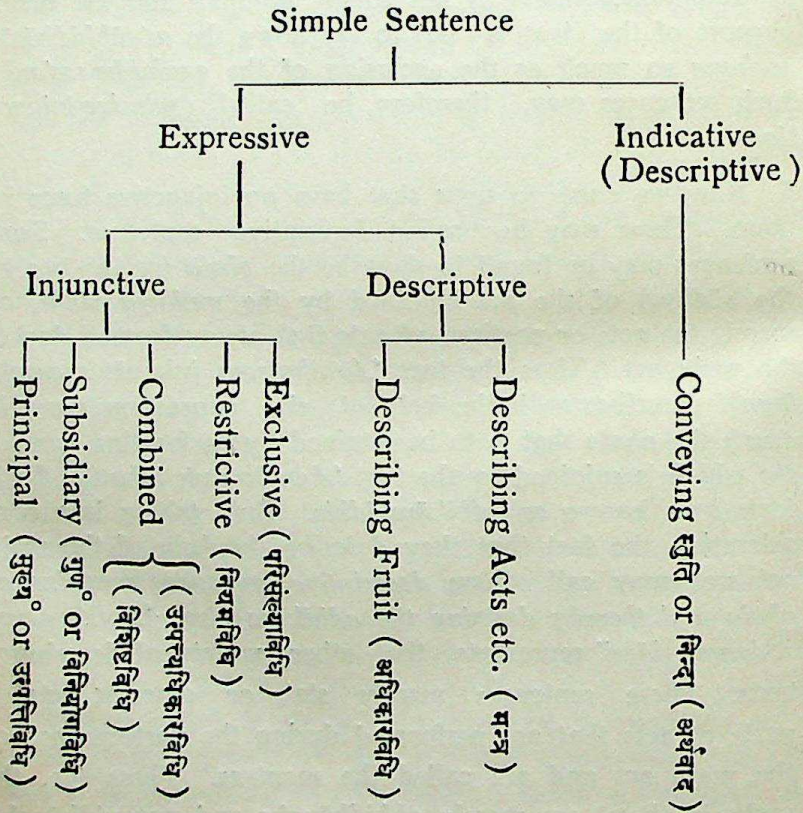 Simple Sentence
Expressive
Indicative
(Descriptive)
Injunctive
Descriptive
Principal (मुख्य° or उत्पत्तिविधि)
Subsidiary (गुण° or विनियोगविधि)
Combined { (उत्पत्त्यधिकारविधि)
(विशिष्टविधि)
Restrictive (नियमविधि)
Exclusive (परिसंख्याविधि)
Describing Fruit (अधिकारविधि)
Describing Acts etc. (मन्त्र)
Conveying स्तुति or निन्दा (अर्थवाद)